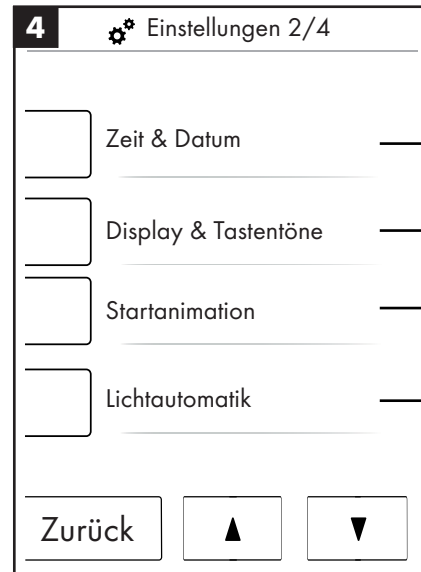 4
Einstellungen 2/4
Zeit & Datum
Display & Tastentöne
Startanimation
Lichtautomatik
Zurück